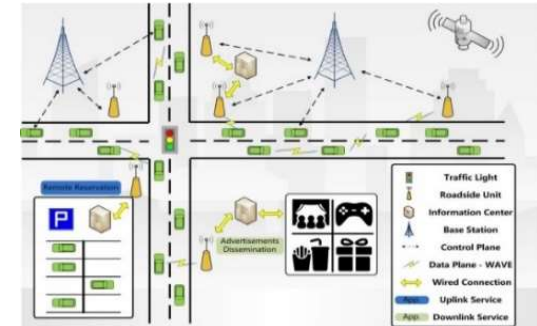 Remote Reservation
P
Advertisements
Dissemination
Traffic Light
Roadside Unit
Information Center
Base Station
Control Plane
Data Plane - WAVE
Wired Connection
App. Uplink Service
App. Downlink Service